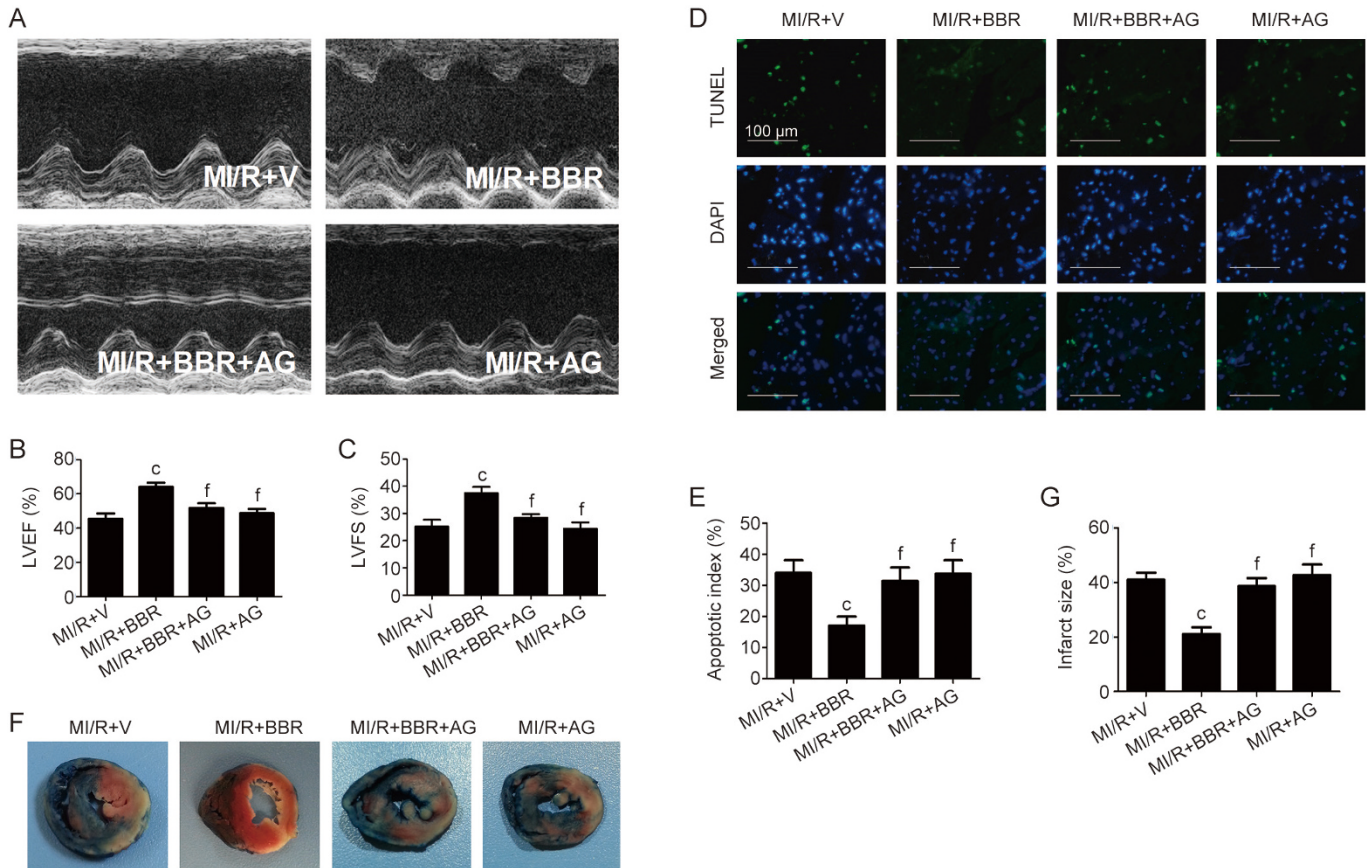 A
MI/R+V
MI/R+BBR
MI/R+BBR+AG
MI/R+AG
B
LVEF (%)
80
60
40
20
0
c
f
f
MI/R+V
MI/R+BBR
MI/R+BBR+AG
MI/R+AG
C
LVFS (%)
50
40
30
20
10
0
c
f
f
MI/R+V
MI/R+BBR
MI/R+BBR+AG
MI/R+AG
D
MI/R+V
MI/R+BBR
MI/R+BBR+AG
MI/R+AG
TUNEL
100 μm
DAPI
Merged
E
Apoptotic index (%)
50
40
30
20
10
0
c
f
f
MI/R+V
MI/R+BBR
MI/R+BBR+AG
MI/R+AG
G
Infarct size (%)
60
40
20
0
c
f
f
MI/R+V
MI/R+BBR
MI/R+BBR+AG
MI/R+AG
F
MI/R+V
MI/R+BBR
MI/R+BBR+AG
MI/R+AG